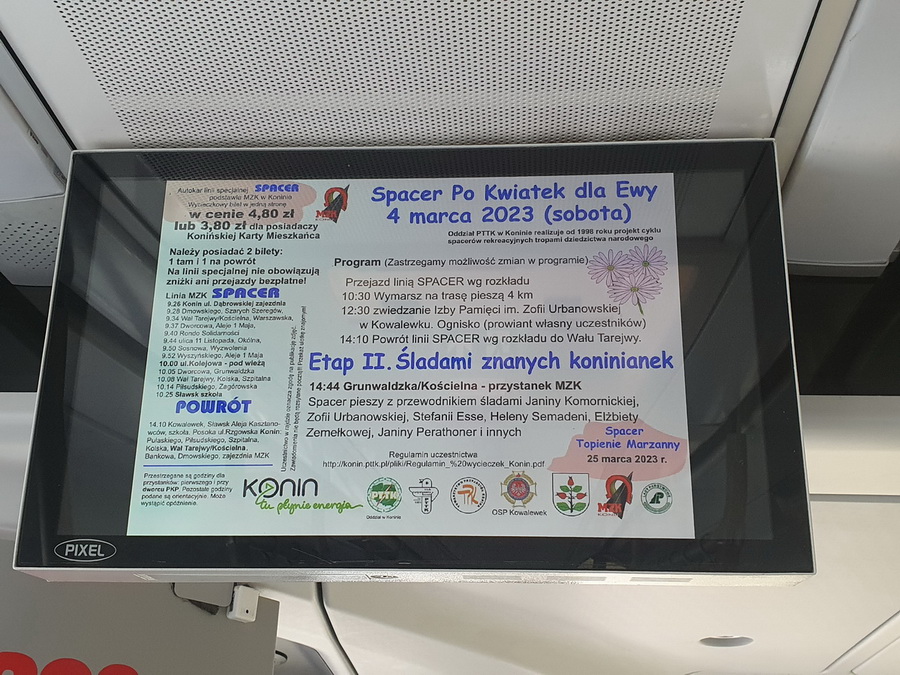 Autokar linii specjalnej SPACER
podstawia MZK w Koninie
Wycieczkowy bilet w jedną stronę
w cenie 4,80 zł
lub 3,80 zł dla posiadaczy
Konińskiej Karty Mieszkańca
MZK
Należy posiadać 2 bilety:
1 tam i 1 na powrót
Na linii specjalnej nie obowiązują
zniżki ani przejazdy bezpłatne!
Linia MZK SPACER
9.26 Konin ul. Dąbrowskiej zajezdnia
9.28 Dmowskiego, Szarych Szeregów,
9.34 Wał Tarejwy/Kościelna, Warszawska,
9.37 Dworcowa, Aleje 1 Maja,
9.40 Rondo Solidarności
9.44 ulica 11 Listopada, Okólna,
9.50 Sosnowa, Wyzwolenia
9.52 Wyszyńskiego, Aleje 1 Maja
10.00 ul.Kolejowa - pod wieżą
10.05 Dworcowa, Grunwaldzka
10.08 Wał Tarejwy, Kolska, Szpitalna
10.14 Piłsudskiego, Zagórowska
10.25 Sławsk szkoła
POWRÓT
14.10 Kowalewek, Sławsk Aleja Kasztano-
wców, szkoła, Posoka ul.Rzgowska Konin:
Pułaskiego, Piłsudskiego, Szpitalna,
Kolska, Wał Tarejwy/Kościelna,
Bankowa, Dmowskiego, zajezdnia MZK
Przestrzegane są godziny dla
przystanków: pierwszego i przy
dworcu PKP. Pozostałe godziny
podane są orientacyjnie. Może
wystąpić opóźnienie.
Uczestnictwo w rajdzie oznacza zgodę na publikację zdjęć.
Spacer Po Kwiatek dla Ewy
4 marca 2023 (sobota)
Oddział PTTK w Koninie realizuje od 1998 roku projekt cyklu
spacerów rekreacyjnych tropami dziedzictwa narodowego
Program (Zastrzegamy możliwość zmian w programie)
Przejazd linią SPACER wg rozkładu
10:30 Wymarsz na trasę pieszą 4 km
12:30 zwiedzanie Izby Pamięci im. Zofii Urbanowskiej
w Kowalewku. Ognisko (prowiant własny uczestników)
14:10 Powrót linii SPACER wg rozkładu do Wału Tarejwy.
Etap II. Śladami znanych koninianek
14:44 Grunwaldzka/Kościelna - przystanek MZK
Spacer pieszy z przewodnikiem śladami Janiny Komornickiej,
Zofii Urbanowskiej, Stefanii Esse, Heleny Semadeni, Elżbiety
Zemełkowej, Janiny Perathoner i innych
Spacer
Topienie Marzanny
25 marca 2023 r.
Regulamin uczestnictwa
http://konin.pttk.pl/pliki/Regulamin_%20wycieczek_Konin.pdf
KONIN
tu płynie energia
PTTK
Oddział w Koninie
OSP Kowalewek
MZK
KONIN
PIXEL